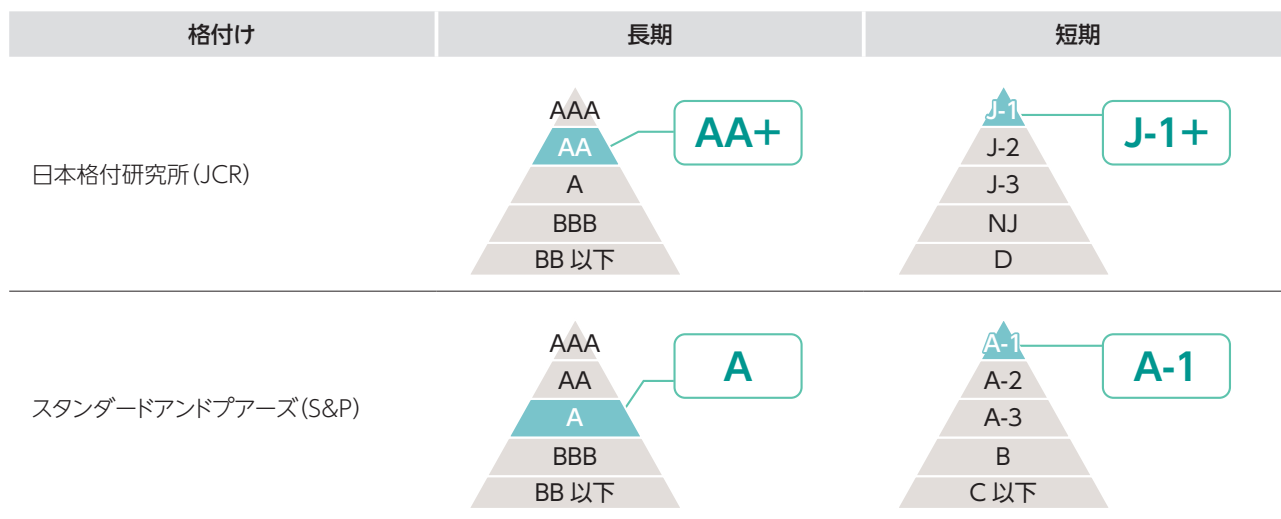 格付け
長期
短期
日本格付研究所(JCR)
AAA
AA
A
BBB
BB 以下
AA+
J-1
J-2
J-3
NJ
D
J-1+
スタンダードアンドプアーズ(S&P)
AAA
AA
A
BBB
BB 以下
A
A-1
A-2
A-3
B
C 以下
A-1